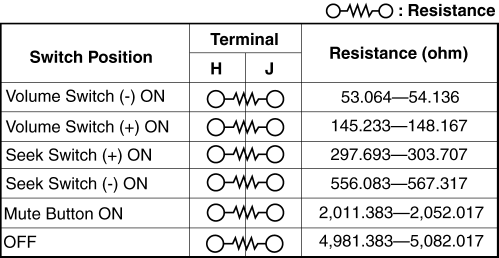 : Resistance
Switch Position Terminal Resistance (ohm)
H J
Volume Switch (-) ON 53.064—54.136
Volume Switch (+) ON 145.233—148.167
Seek Switch (+) ON 297.693—303.707
Seek Switch (-) ON 556.083—567.317
Mute Button ON 2,011.383—2,052.017
OFF 4,981.383—5,082.017